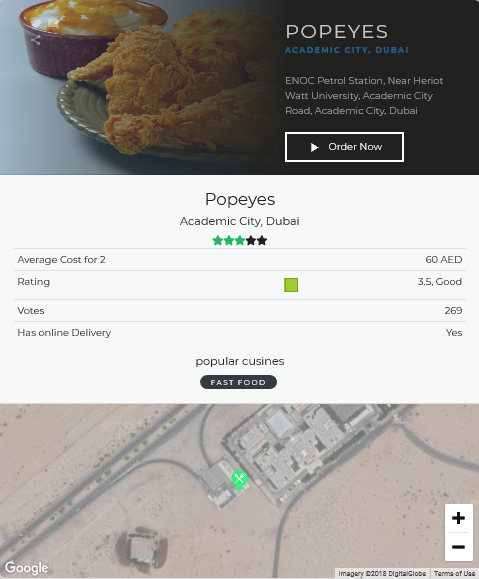 POPEYES
ACADEMIC CITY, DUBAI
ENOC Petrol Station, Near Heriot
Watt University, Academic City
Road, Academic City, Dubai
Order Now
Popeyes
Academic City, Dubai
Average Cost for 2 60 AED
Rating 3.5, Good
Votes 269
Has online Delivery Yes
popular cusines
FAST FOOD
+
−
Google
Imagery ©2018 DigitalGlobe Terms of Use